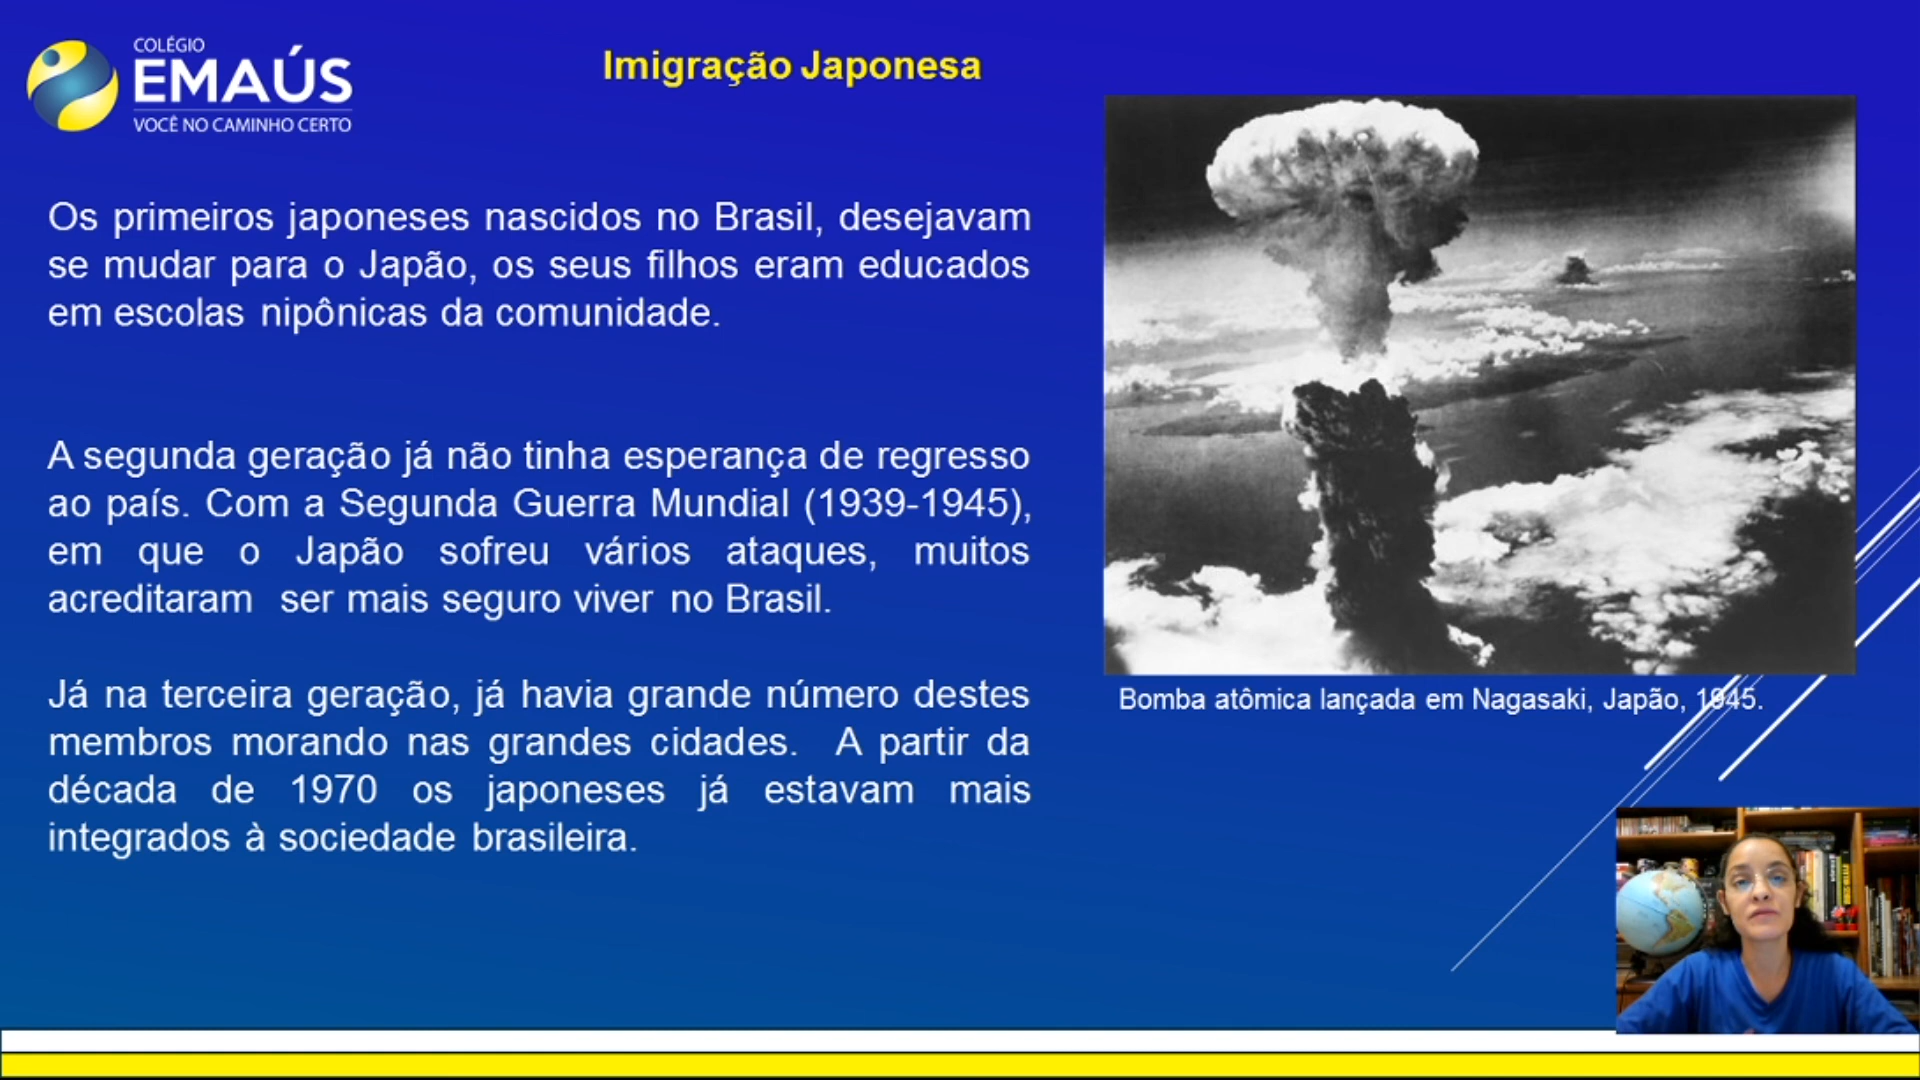 COLÉGIO
EMAÚS
VOCÊ NO CAMINHO CERTO
Imigração Japonesa
Os primeiros japoneses nascidos no Brasil, desejavam
se mudar para o Japão, os seus filhos eram educados
em escolas nipônicas da comunidade.
A segunda geração já não tinha esperança de regresso
ao país. Com a Segunda Guerra Mundial (1939-1945),
em que o Japão sofreu vários ataques, muitos
acreditaram ser mais seguro viver no Brasil.
Já na terceira geração, já havia grande número destes
membros morando nas grandes cidades. A partir da
década de 1970 os japoneses já estavam mais
integrados à sociedade brasileira.
Bomba atômica lançada em Nagasaki, Japão, 1945.